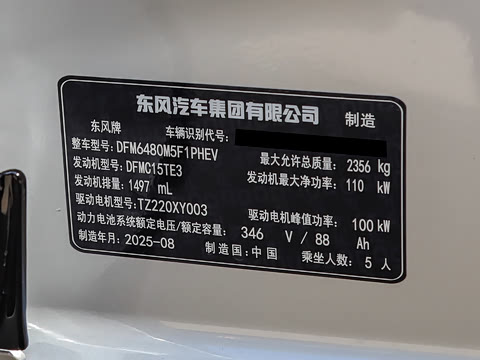 东风汽车集团有限公司 制造
东风牌 车辆识别代号:
整车型号:DFM6480M5F1PHEV 最大允许总质量: 2356 kg
发动机型号:DFMC15TE3 发动机最大净功率: 110 kW
发动机排量: 1497 mL
驱动电机型号:TZ220XY003 驱动电机峰值功率: 100 kW
动力电池系统额定电压/额定容量: 346 V / 88 Ah
制造年月: 2025-08 制造国:中国 乘坐人数: 5 人